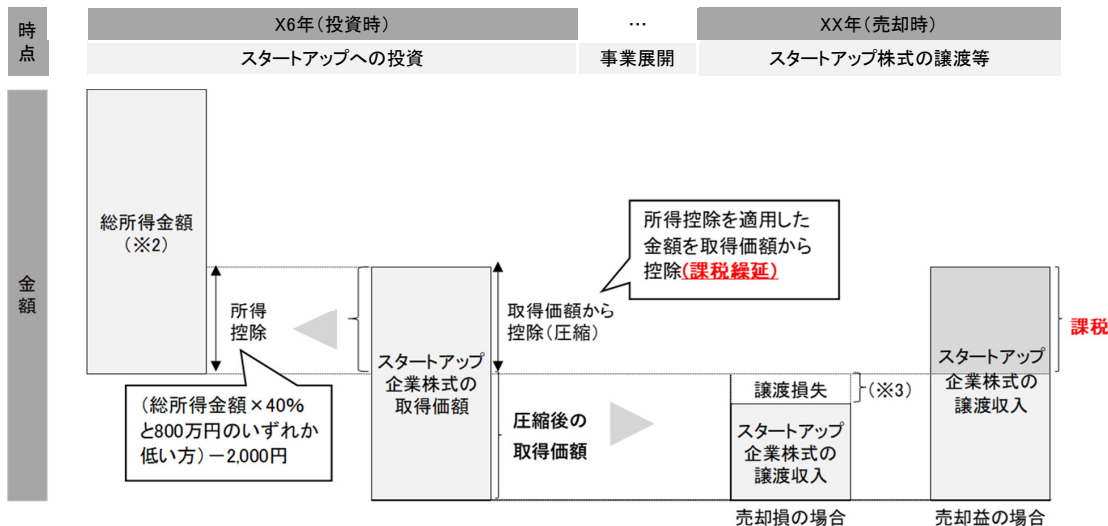 時
点
X6年(投資時)
…
XX年(売却時)
スタートアップへの投資
事業展開
スタートアップ株式の譲渡等
金
額
総所得金額
(※2)
所得
控除
(総所得金額×40%
と800万円のいずれか
低い方)-2,000円
スタートアップ
企業株式の
取得価額
取得価額から
控除(圧縮)
所得控除を適用した
金額を取得価額から
控除(課税繰延)
圧縮後の
取得価額
譲渡損失
(※3)
スタートアップ
企業株式の
譲渡収入
売却損の場合
スタートアップ
企業株式の
譲渡収入
課税
売却益の場合